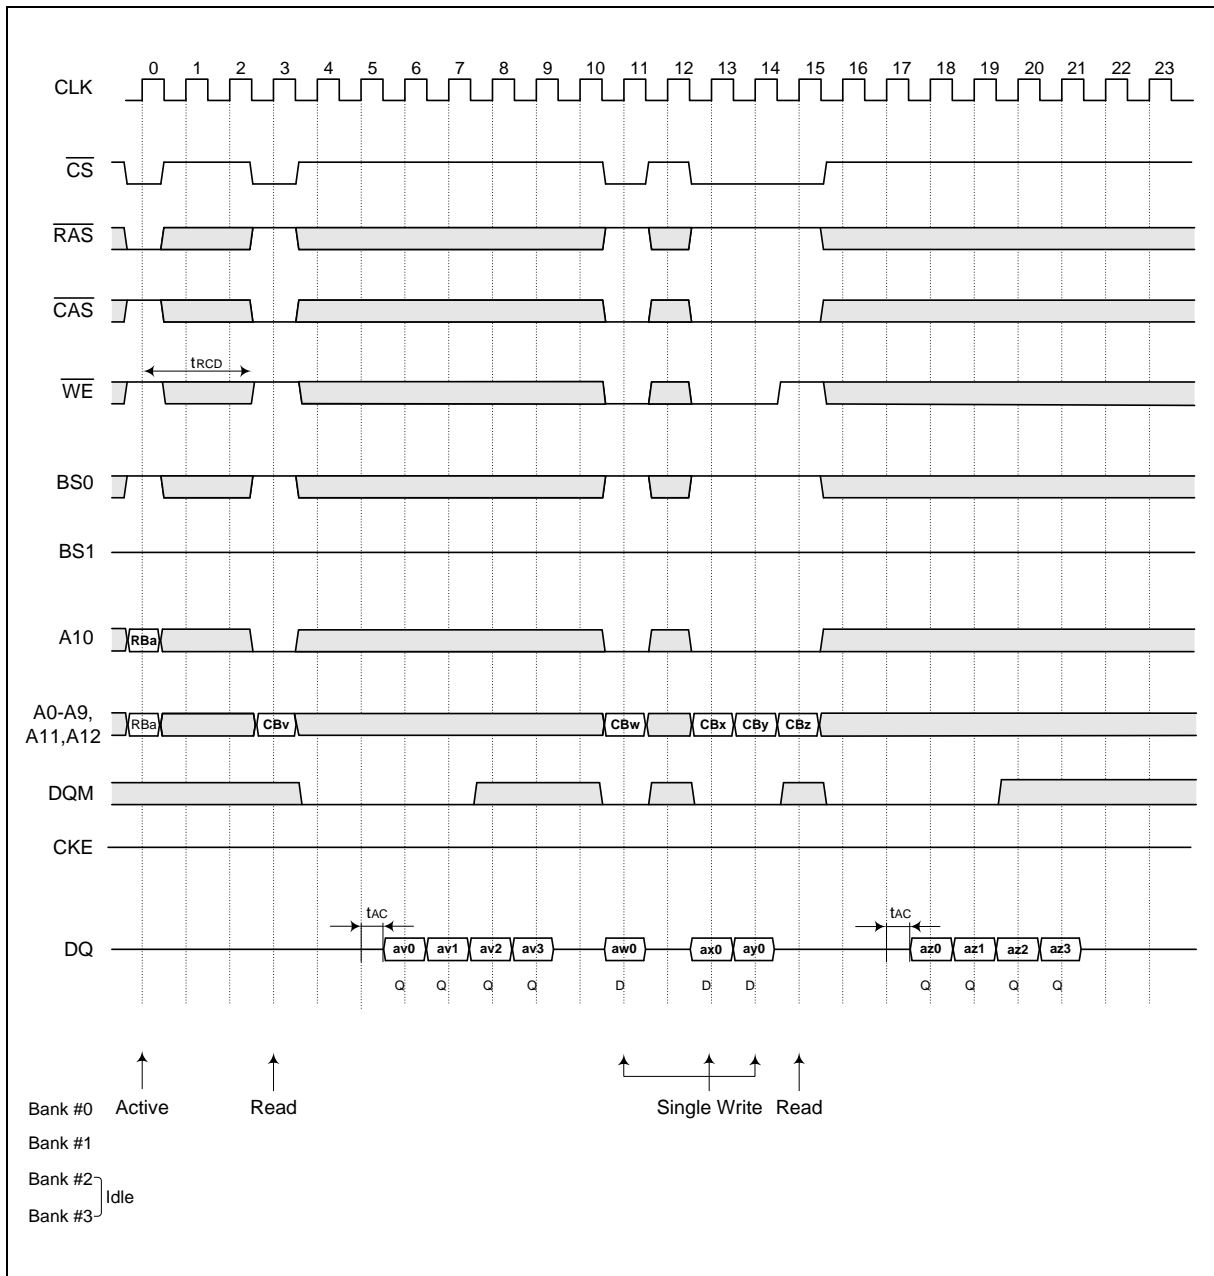 0 1 2 3 4 5 6 7 8 9 10 11 12 13 14 15 16 17 18 19 20 21 22 23
CLK
CS
RAS
CAS
tRCD
WE
BS0
BS1
A10 RBa
A0-A9,
A11,A12
RBa CBv CBw CBx CBy CBz
DQM
CKE
tAC tAC
DQ av0 av1 av2 av3 aw0 ax0 ay0 az0 az1 az2 az3
Q Q Q Q D D D Q Q Q Q
Bank #0 Active Read Single Write Read
Bank #1
Bank #2
Idle
Bank #3